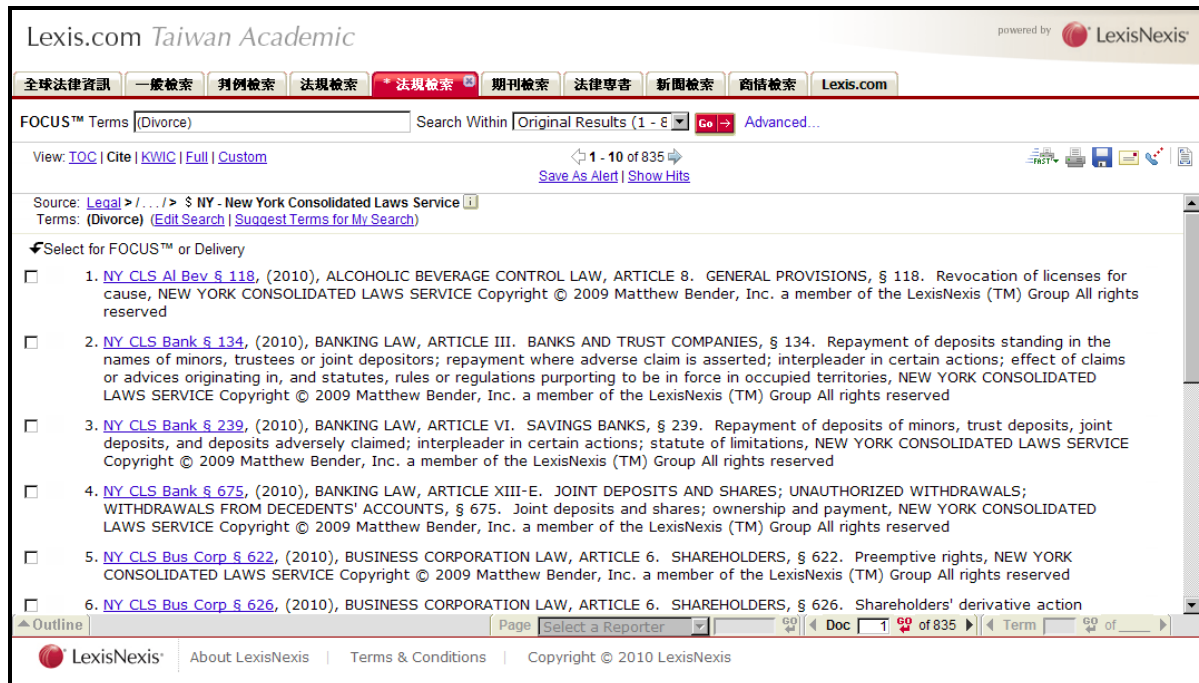 Lexis.com Taiwan Academic
powered by LexisNexis®
全球法律資訊 一般檢索 判例檢索 法規檢索 * 法規檢索 期刊檢索 法律專書 新聞檢索 商情檢索 Lexis.com
FOCUS™ Terms (Divorce) Search Within Original Results (1 - 8 Go Advanced...
View: TOC | Cite | KWIC | Full | Custom 1 - 10 of 835 FAST
Save As Alert | Show Hits
Source: Legal > / . . . / > $ NY - New York Consolidated Laws Service i
Terms: (Divorce) (Edit Search | Suggest Terms for My Search)
Select for FOCUS™ or Delivery
1. NY CLS Al Bev § 118, (2010), ALCOHOLIC BEVERAGE CONTROL LAW, ARTICLE 8. GENERAL PROVISIONS, § 118. Revocation of licenses for
cause, NEW YORK CONSOLIDATED LAWS SERVICE Copyright © 2009 Matthew Bender, Inc. a member of the LexisNexis (TM) Group All rights
reserved
2. NY CLS Bank § 134, (2010), BANKING LAW, ARTICLE III. BANKS AND TRUST COMPANIES, § 134. Repayment of deposits standing in the
names of minors, trustees or joint depositors; repayment where adverse claim is asserted; interpleader in certain actions; effect of claims
or advices originating in, and statutes, rules or regulations purporting to be in force in occupied territories, NEW YORK CONSOLIDATED
LAWS SERVICE Copyright © 2009 Matthew Bender, Inc. a member of the LexisNexis (TM) Group All rights reserved
3. NY CLS Bank § 239, (2010), BANKING LAW, ARTICLE VI. SAVINGS BANKS, § 239. Repayment of deposits of minors, trust deposits, joint
deposits, and deposits adversely claimed; interpleader in certain actions; statute of limitations, NEW YORK CONSOLIDATED LAWS SERVICE
Copyright © 2009 Matthew Bender, Inc. a member of the LexisNexis (TM) Group All rights reserved
4. NY CLS Bank § 675, (2010), BANKING LAW, ARTICLE XIII-E. JOINT DEPOSITS AND SHARES; UNAUTHORIZED WITHDRAWALS;
WITHDRAWALS FROM DECEDENTS' ACCOUNTS, § 675. Joint deposits and shares; ownership and payment, NEW YORK CONSOLIDATED
LAWS SERVICE Copyright © 2009 Matthew Bender, Inc. a member of the LexisNexis (TM) Group All rights reserved
5. NY CLS Bus Corp § 622, (2010), BUSINESS CORPORATION LAW, ARTICLE 6. SHAREHOLDERS, § 622. Preemptive rights, NEW YORK
CONSOLIDATED LAWS SERVICE Copyright © 2009 Matthew Bender, Inc. a member of the LexisNexis (TM) Group All rights reserved
6. NY CLS Bus Corp § 626, (2010), BUSINESS CORPORATION LAW, ARTICLE 6. SHAREHOLDERS, § 626. Shareholders' derivative action
Outline Page Select a Reporter GO Doc 1 GO of 835 Term GO of ____
LexisNexis® About LexisNexis | Terms & Conditions | Copyright © 2010 LexisNexis